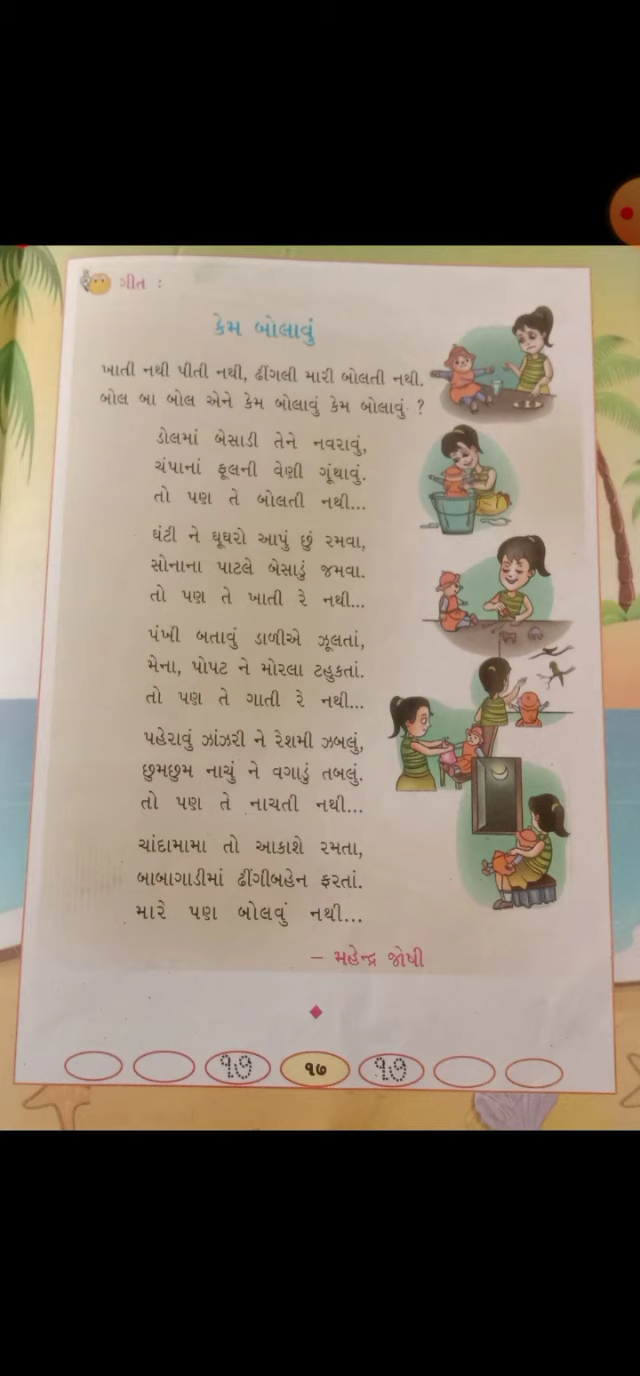 ગીત :
કેમ બોલાવું
ખાતી નથી પીતી નથી, ઢીંગલી મારી બોલતી નથી.
બોલ બા બોલ એને કેમ બોલાવું કેમ બોલાવું ?
ડોલમાં બેસાડી તેને નવરાવું,
ચંપાનાં ફૂલની વેણી ગૂંથાવું.
તો પણ તે બોલતી નથી...
ઘંટી ને ઘૂઘરો આપું છું રમવા,
સોનાના પાટલે બેસાડું જમવા.
તો પણ તે ખાતી રે નથી...
પંખી બતાવું ડાળીએ ઝૂલતાં,
મેના, પોપટ ને મોરલા ટહુકતાં.
તો પણ તે ગાતી રે નથી...
પહેરાવું ઝાંઝરી ને રેશમી ઝબલું,
છુમછુમ નાચું ને વગાડું તબલું.
તો પણ તે નાચતી નથી...
ચાંદામામા તો આકાશે રમતા,
બાબાગાડીમાં ઢીંગીબહેન ફરતાં.
મારે પણ બોલવું નથી...
– મહેન્દ્ર જોષી
૧૭ ૧૭ ૧૭